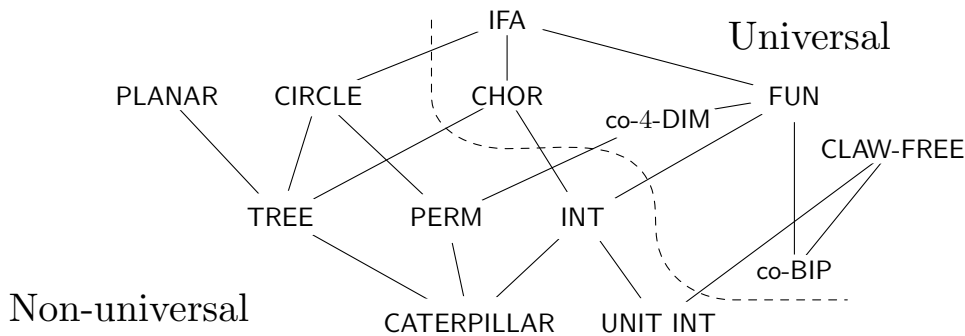 IFA
Universal
PLANAR CIRCLE CHOR FUN
co-4-DIM
CLAW-FREE
TREE PERM INT
co-BIP
Non-universal
CATERPILLAR UNIT INT